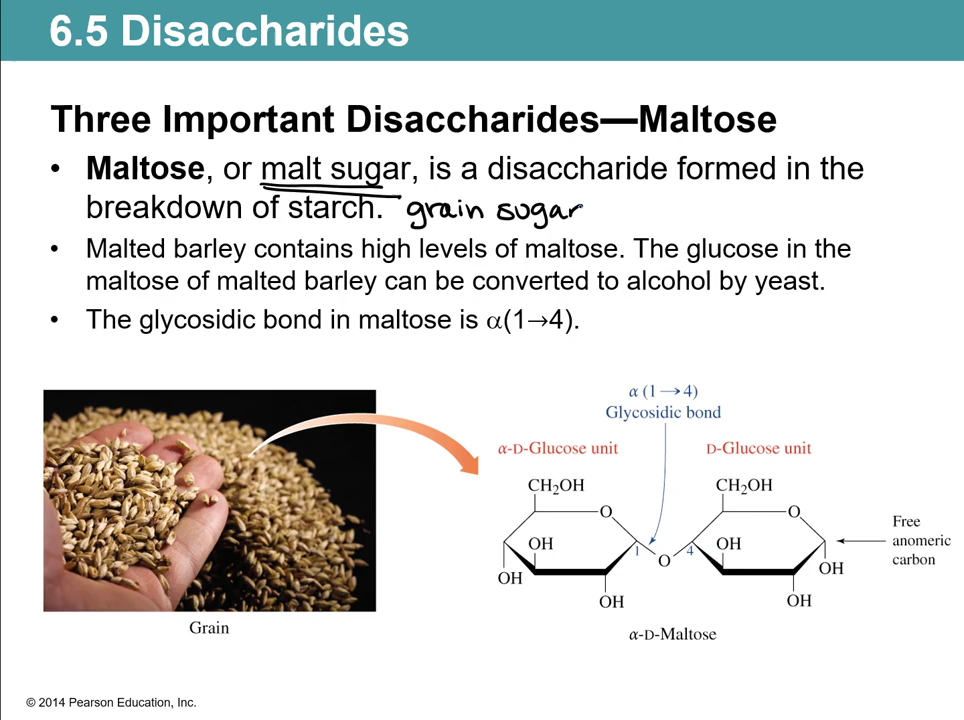 6.5 Disaccharides
Three Important Disaccharides—Maltose
• Maltose, or malt sugar, is a disaccharide formed in the
breakdown of starch. grain sugar
• Malted barley contains high levels of maltose. The glucose in the
maltose of malted barley can be converted to alcohol by yeast.
• The glycosidic bond in maltose is α(1→4).
α (1 → 4)
Glycosidic bond
α-D-Glucose unit D-Glucose unit
CH₂OH CH₂OH
O O
Free
anomeric
carbon
OH OH
1 4
O
OH OH
OH OH
Grain
α-D-Maltose
© 2014 Pearson Education, Inc.